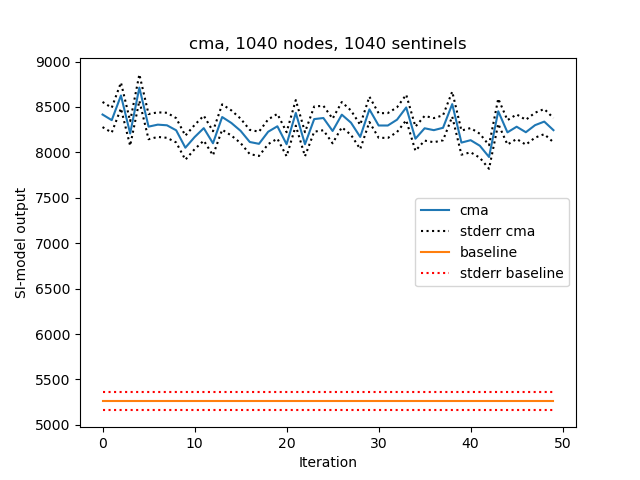 cma, 1040 nodes, 1040 sentinels
9000
8500
8000
7500
7000
6500
6000
5500
5000
SI-model output
cma
stderr cma
baseline
stderr baseline
0 10 20 30 40 50
Iteration